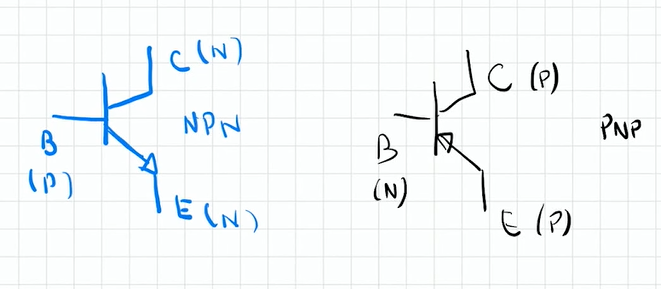 C (N)
NPN
B
(P)
E (N)
C (P)
PNP
B
(N)
E (P)